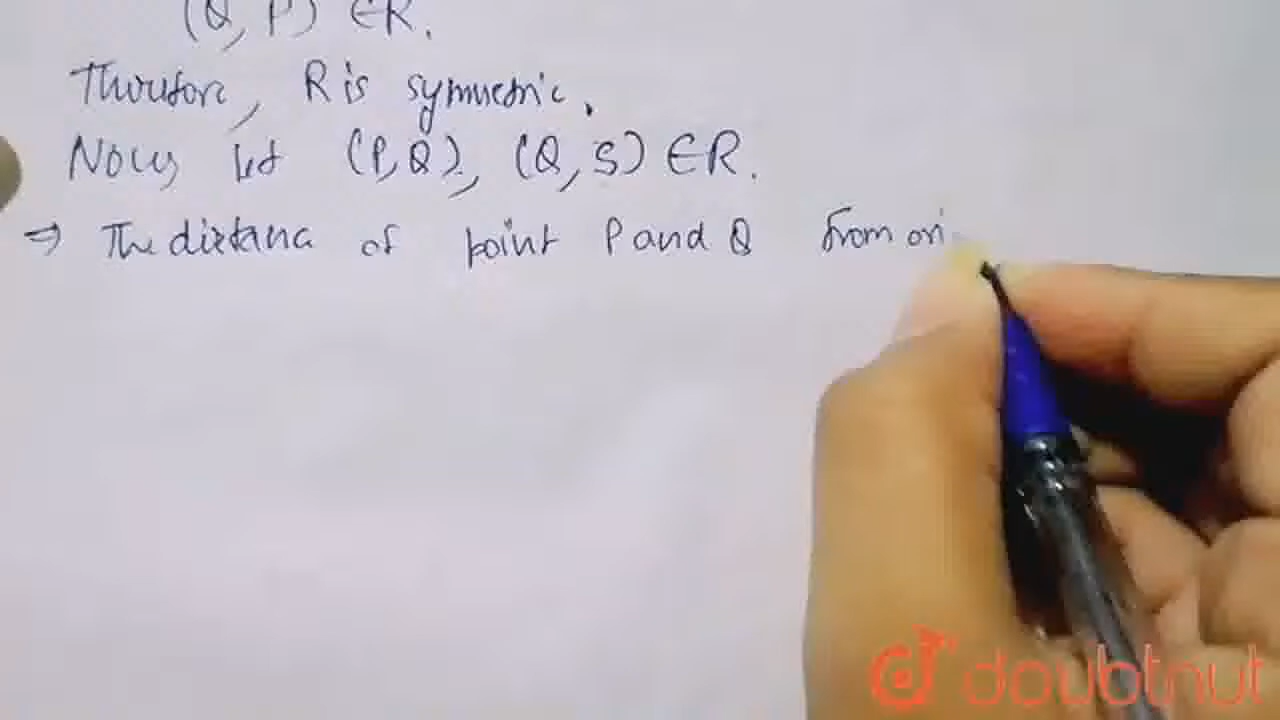 (Q, P) ∈ R.
Therefore, R is symmetric.
Now, let (P, Q), (Q, S) ∈ R.
⇒ The distance of point P and Q from ori
doubtnut